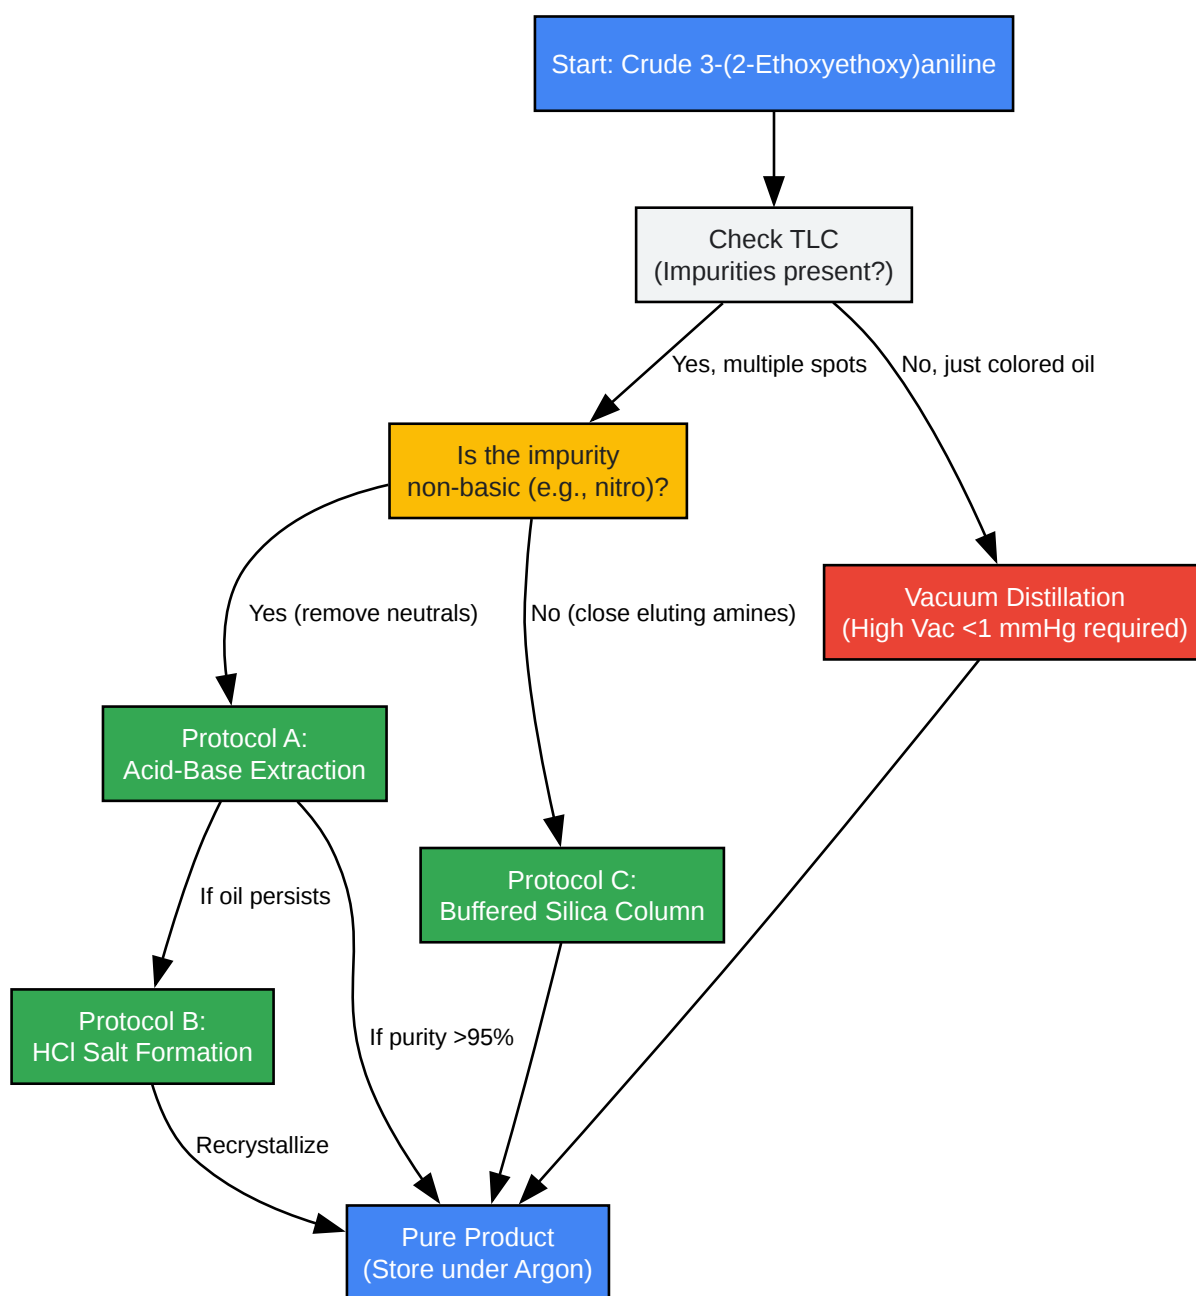 Start: Crude 3-(2-Ethoxyethoxy)aniline
Check TLC
(Impurities present?)
Yes, multiple spots
No, just colored oil
Is the impurity
non-basic (e.g., nitro)?
Yes (remove neutrals)
No (close eluting amines)
Vacuum Distillation
(High Vac <1 mmHg required)
Protocol A:
Acid-Base Extraction
If oil persists
Protocol C:
Buffered Silica Column
Protocol B:
HCl Salt Formation
If purity >95%
Recrystallize
Pure Product
(Store under Argon)